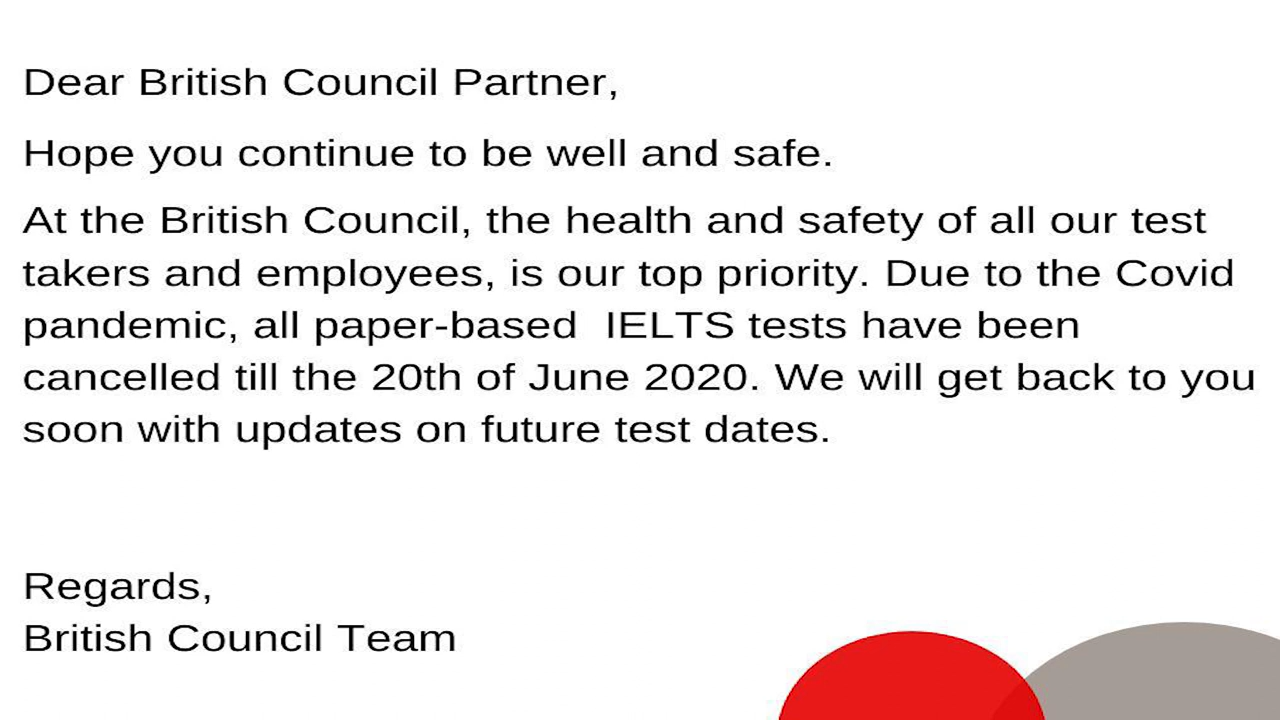 Dear British Council Partner,
Hope you continue to be well and safe.
At the British Council, the health and safety of all our test
takers and employees, is our top priority. Due to the Covid
pandemic, all paper-based  IELTS tests have been
cancelled till the 20th of June 2020. We will get back to you
soon with updates on future test dates.
Regards,
British Council Team